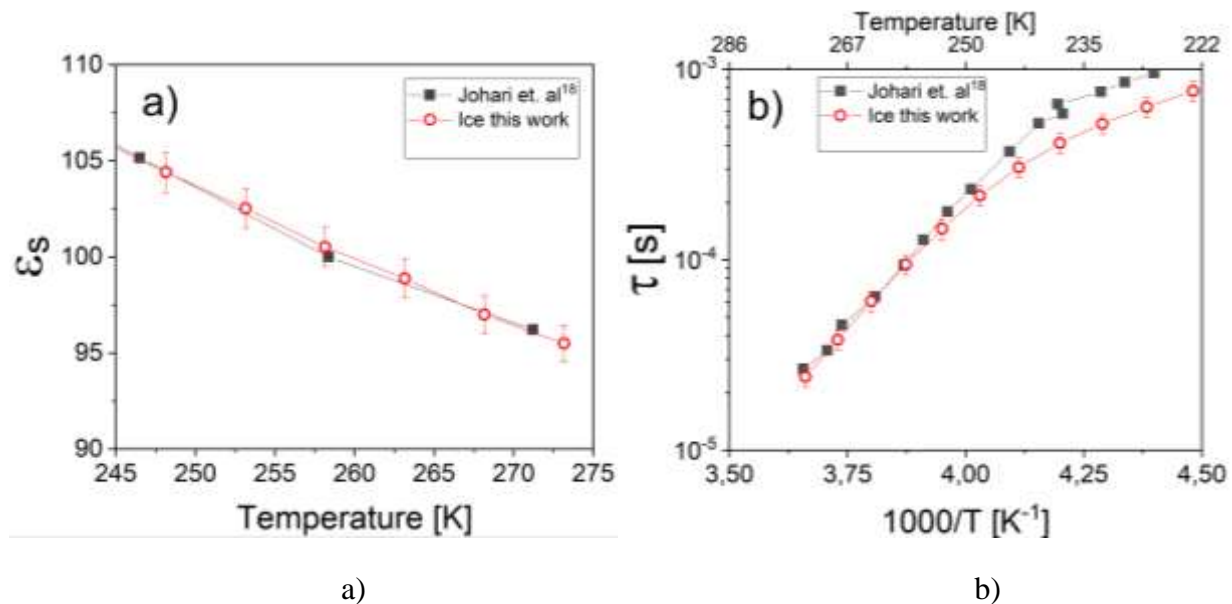 a)
110
105
100
95
90
εs
Johari et. al18
Ice this work
245 250 255 260 265 270 275
Temperature [K]
b)
Temperature [K]
286 267 250 235 222
10-3
10-4
10-5
τ [s]
Johari et. al18
Ice this work
3,50 3,75 4,00 4,25 4,50
1000/T [K-1]
a) b)